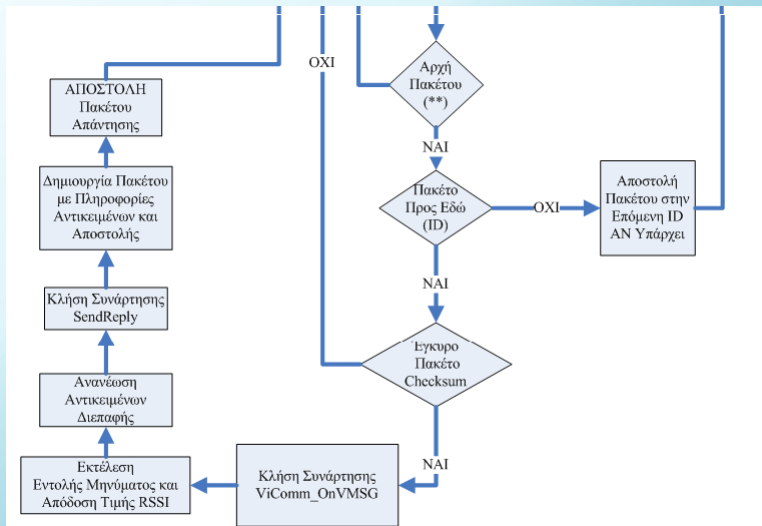 ΟΧΙ
Αρχή
Πακέτου
(**)
ΑΠΟΣΤΟΛΗ
Πακέτου
Απάντησης
ΝΑΙ
Δημιουργία Πακέτου
με Πληροφορίες
Αντικειμένων και
Αποστολής
Πακέτο
Προς Εδώ
(ID)
ΟΧΙ
Αποστολή
Πακέτου στην
Επόμενη ID
ΑΝ Υπάρχει
ΝΑΙ
Κλήση Συνάρτησης
SendReply
Έγκυρο
Πακέτο
Checksum
Ανανέωση
Αντικειμένων
Διεπαφής
ΝΑΙ
Εκτέλεση
Εντολής Μηνύματος και
Απόδοση Τιμής RSSI
Κλήση Συνάρτησης
ViComm_OnVMSG